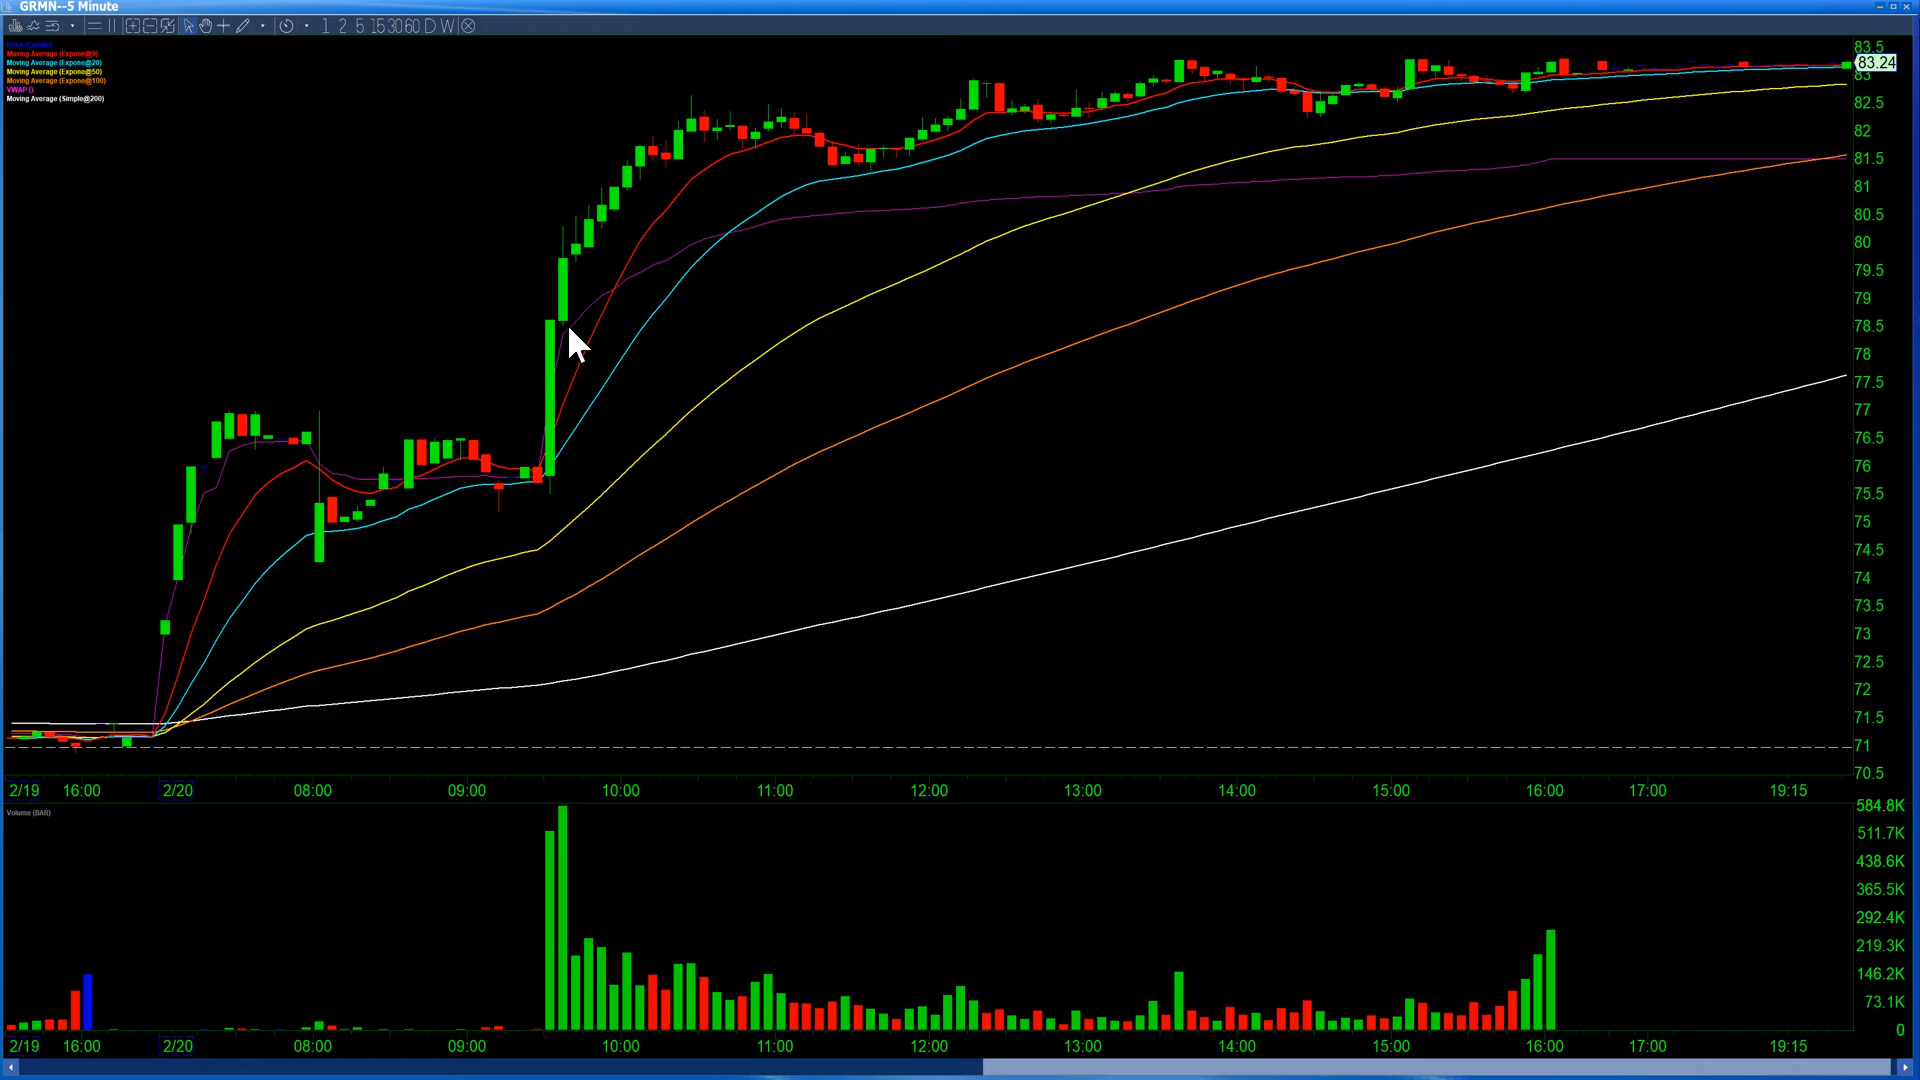 GRMN--5 Minute
1 2 5 15 30 60 D W
Price (Candle)
Moving Average (Expone@9)
Moving Average (Expone@20)
Moving Average (Expone@50)
Moving Average (Expone@100)
VWAP ()
Moving Average (Simple@200)
83.5
83.24
83
82.5
82
81.5
81
80.5
80
79.5
79
78.5
78
77.5
77
76.5
76
75.5
75
74.5
74
73.5
73
72.5
72
71.5
71
70.5
2/19 16:00 2/20 08:00 09:00 10:00 11:00 12:00 13:00 14:00 15:00 16:00 17:00 19:15
Volume (BAR)
584.8K
511.7K
438.6K
365.5K
292.4K
219.3K
146.2K
73.1K
0
2/19 16:00 2/20 08:00 09:00 10:00 11:00 12:00 13:00 14:00 15:00 16:00 17:00 19:15